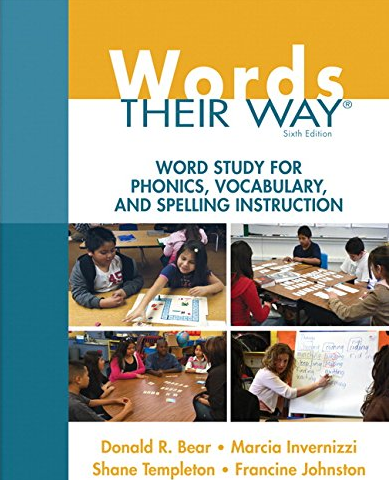 Words
THEIR WAY®
Sixth Edition
WORD STUDY FOR
PHONICS, VOCABULARY,
AND SPELLING INSTRUCTION
Donald R. Bear • Marcia Invernizzi
Shane Templeton • Francine Johnston